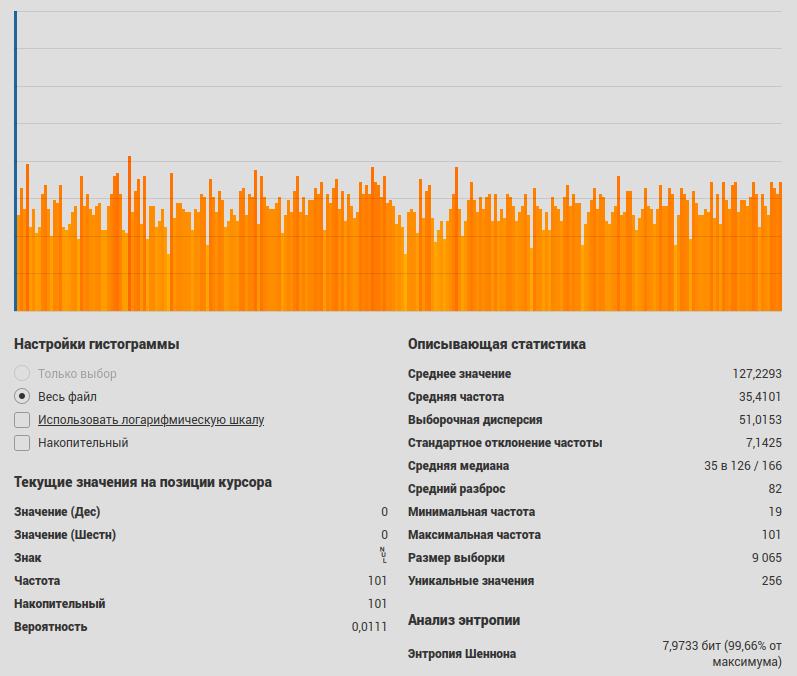 Настройки гистограммы
Только выбор
Весь файл
Использовать логарифмическую шкалу
Накопительный
Текущие значения на позиции курсора
Значение (Дес) 0
Значение (Шестн) 0
Знак NUL
Частота 101
Накопительный 101
Вероятность 0,0111
Описывающая статистика
Среднее значение 127,2293
Средняя частота 35,4101
Выборочная дисперсия 51,0153
Стандартное отклонение частоты 7,1425
Средняя медиана 35 в 126 / 166
Средний разброс 82
Минимальная частота 19
Максимальная частота 101
Размер выборки 9 065
Уникальные значения 256
Анализ энтропии
Энтропия Шеннона 7,9733 бит (99,66% от
максимума)